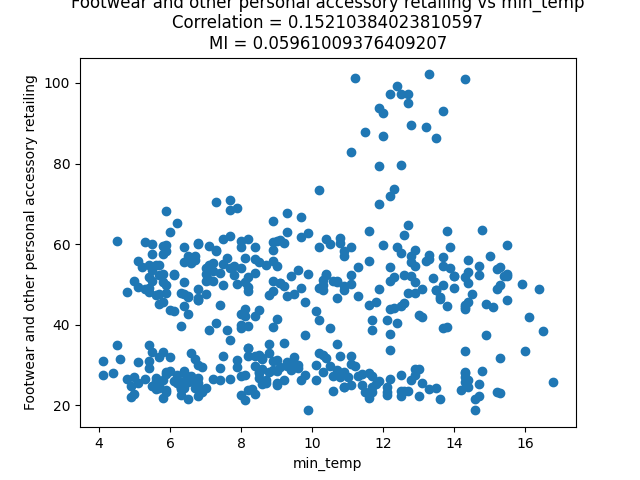 Footwear and other personal accessory retailing vs min_temp
Correlation = 0.15210384023810597
MI = 0.05961009376409207
Footwear and other personal accessory retailing
100
80
60
40
20
4 6 8 10 12 14 16
min_temp